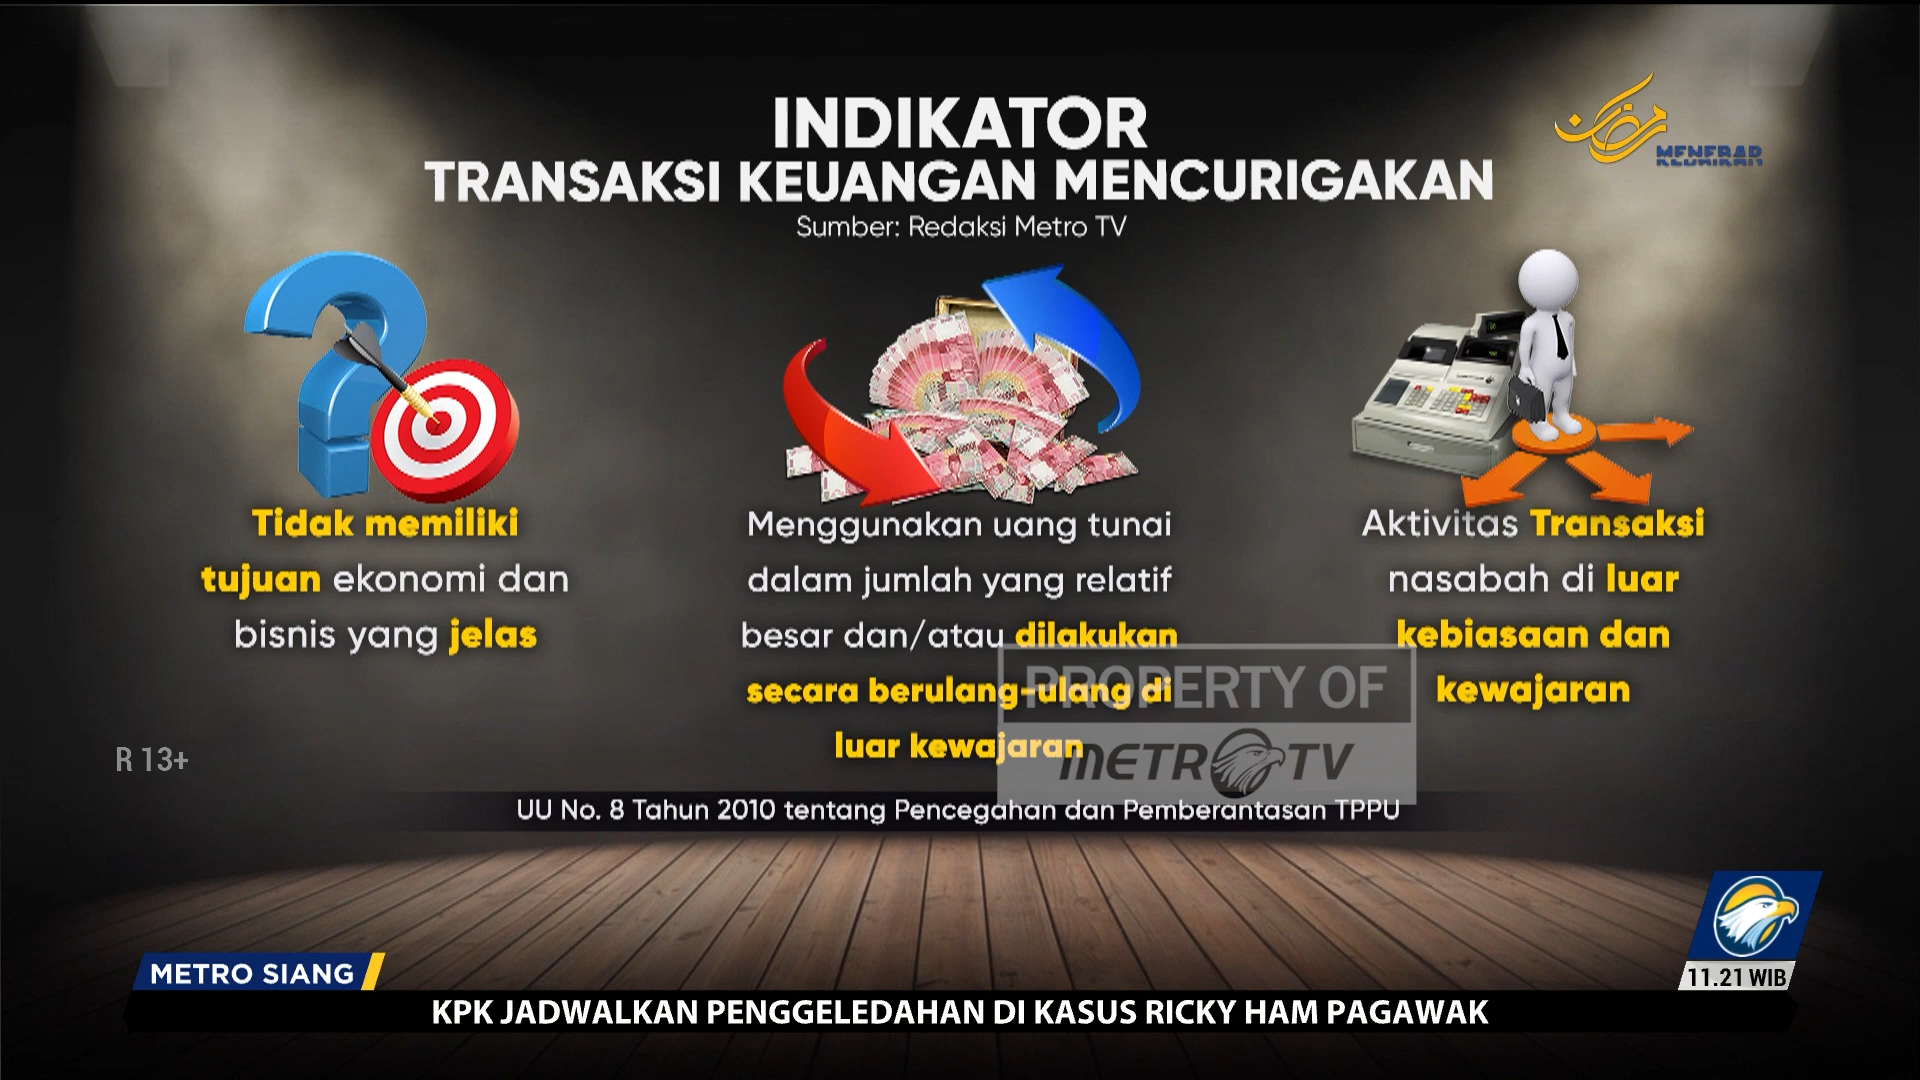 INDIKATOR
TRANSAKSI KEUANGAN MENCURIGAKAN
Sumber: Redaksi Metro TV
Tidak memiliki
tujuan ekonomi dan
bisnis yang jelas
Menggunakan uang tunai
dalam jumlah yang relatif
besar dan/atau dilakukan
secara berulang-ulang di
luar kewajaran
Aktivitas Transaksi
nasabah di luar
kebiasaan dan
kewajaran
PROPERTY OF
METRO TV
R 13+
UU No. 8 Tahun 2010 tentang Pencegahan dan Pemberantasan TPPU
METRO SIANG
11.21 WIB
KPK JADWALKAN PENGGELEDAHAN DI KASUS RICKY HAM PAGAWAK